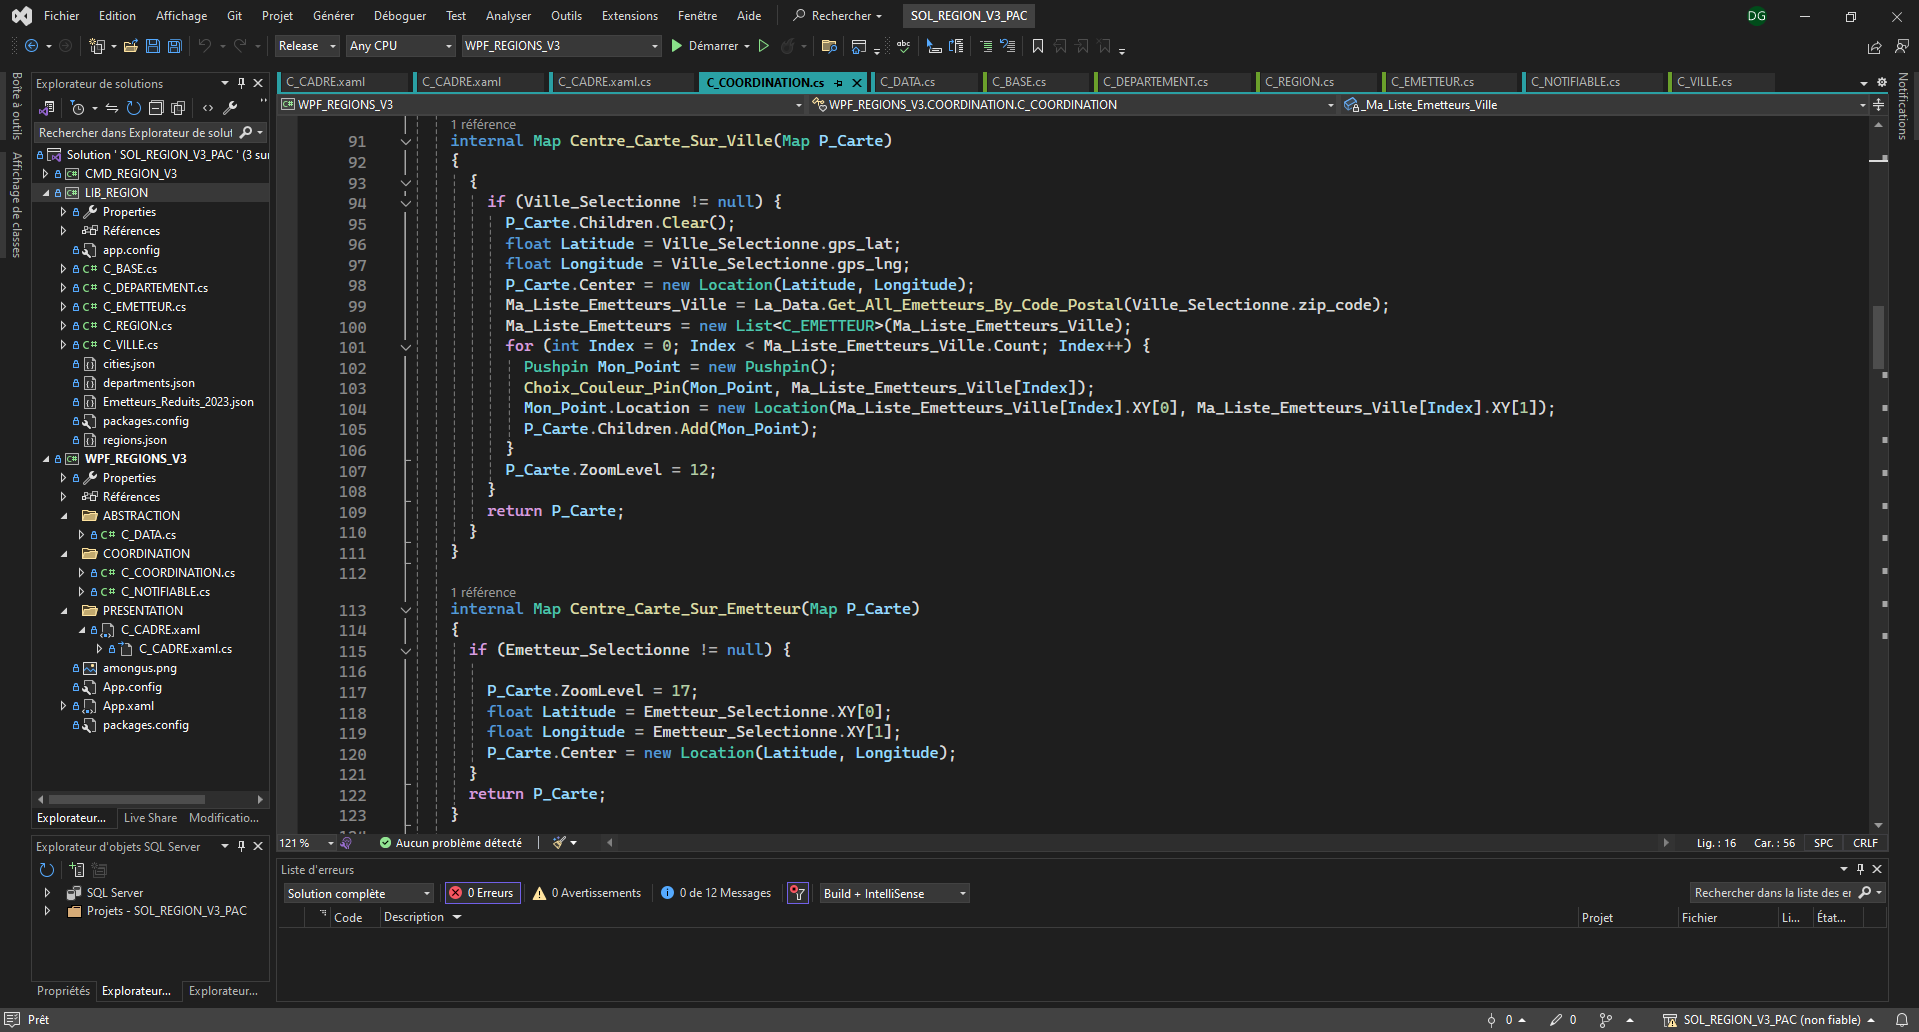 Fichier Edition Affichage Git Projet Générer Déboguer Test Analyser Outils Extensions Fenêtre Aide Rechercher SOL_REGION_V3_PAC DG
Release Any CPU WPF_REGIONS_V3 Démarrer
Boîte à outils
Affichage de classes
Explorateur de solutions
Rechercher dans Explorateur de solut
Solution ' SOL_REGION_V3_PAC ' (3 sur
CMD_REGION_V3
LIB_REGION
Properties
Références
app.config
C# C_BASE.cs
C# C_DEPARTEMENT.cs
C# C_EMETTEUR.cs
C# C_REGION.cs
C# C_VILLE.cs
cities.json
departments.json
Emetteurs_Reduits_2023.json
packages.config
regions.json
WPF_REGIONS_V3
Properties
Références
ABSTRACTION
C# C_DATA.cs
COORDINATION
C# C_COORDINATION.cs
C# C_NOTIFIABLE.cs
PRESENTATION
C_CADRE.xaml
C_CADRE.xaml.cs
amongus.png
App.config
App.xaml
packages.config
Explorateur... Live Share Modificatio...
Explorateur d'objets SQL Server
SQL Server
Projets - SOL_REGION_V3_PAC
Propriétés Explorateur... Explorateur...
C_CADRE.xaml C_CADRE.xaml C_CADRE.xaml.cs C_COORDINATION.cs C_DATA.cs C_BASE.cs C_DEPARTEMENT.cs C_REGION.cs C_EMETTEUR.cs C_NOTIFIABLE.cs C_VILLE.cs
WPF_REGIONS_V3 WPF_REGIONS_V3.COORDINATION.C_COORDINATION _Ma_Liste_Emetteurs_Ville
1 référence
91 internal Map Centre_Carte_Sur_Ville(Map P_Carte)
92 {
93 {
94 if (Ville_Selectionne != null) {
95 P_Carte.Children.Clear();
96 float Latitude = Ville_Selectionne.gps_lat;
97 float Longitude = Ville_Selectionne.gps_lng;
98 P_Carte.Center = new Location(Latitude, Longitude);
99 Ma_Liste_Emetteurs_Ville = La_Data.Get_All_Emetteurs_By_Code_Postal(Ville_Selectionne.zip_code);
100 Ma_Liste_Emetteurs = new List<C_EMETTEUR>(Ma_Liste_Emetteurs_Ville);
101 for (int Index = 0; Index < Ma_Liste_Emetteurs_Ville.Count; Index++) {
102 Pushpin Mon_Point = new Pushpin();
103 Choix_Couleur_Pin(Mon_Point, Ma_Liste_Emetteurs_Ville[Index]);
104 Mon_Point.Location = new Location(Ma_Liste_Emetteurs_Ville[Index].XY[0], Ma_Liste_Emetteurs_Ville[Index].XY[1]);
105 P_Carte.Children.Add(Mon_Point);
106 }
107 P_Carte.ZoomLevel = 12;
108 }
109 return P_Carte;
110 }
111 }
112
1 référence
113 internal Map Centre_Carte_Sur_Emetteur(Map P_Carte)
114 {
115 if (Emetteur_Selectionne != null) {
116
117 P_Carte.ZoomLevel = 17;
118 float Latitude = Emetteur_Selectionne.XY[0];
119 float Longitude = Emetteur_Selectionne.XY[1];
120 P_Carte.Center = new Location(Latitude, Longitude);
121 }
122 return P_Carte;
123 }
121 % Aucun problème détecté Lig. : 16 Car. : 56 SPC CRLF
Liste d'erreurs
Solution complète 0 Erreurs 0 Avertissements 0 de 12 Messages Build + IntelliSense Rechercher dans la liste des er
Code Description Projet Fichier Li... État...
Notifications
Prêt 0 0 SOL_REGION_V3_PAC (non fiable)